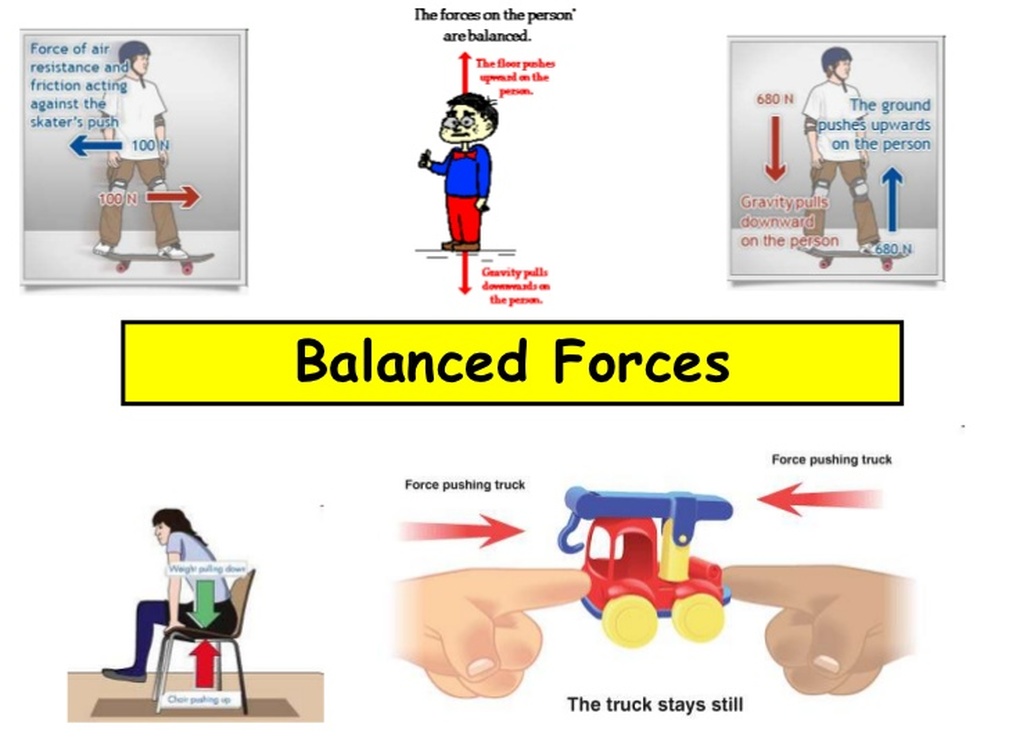 Force of air
resistance and
friction acting
against the
skater's push
100 N
100 N
The forces on the person*
are balanced.
The floor pushes
upward on the
person.
Gravity pulls
downwards on
the person.
680 N
The ground
pushes upwards
on the person
Gravity pulls
downward
on the person
680 N
Balanced Forces
Weight pulling down
Chair pushing up
Force pushing truck
Force pushing truck
The truck stays still